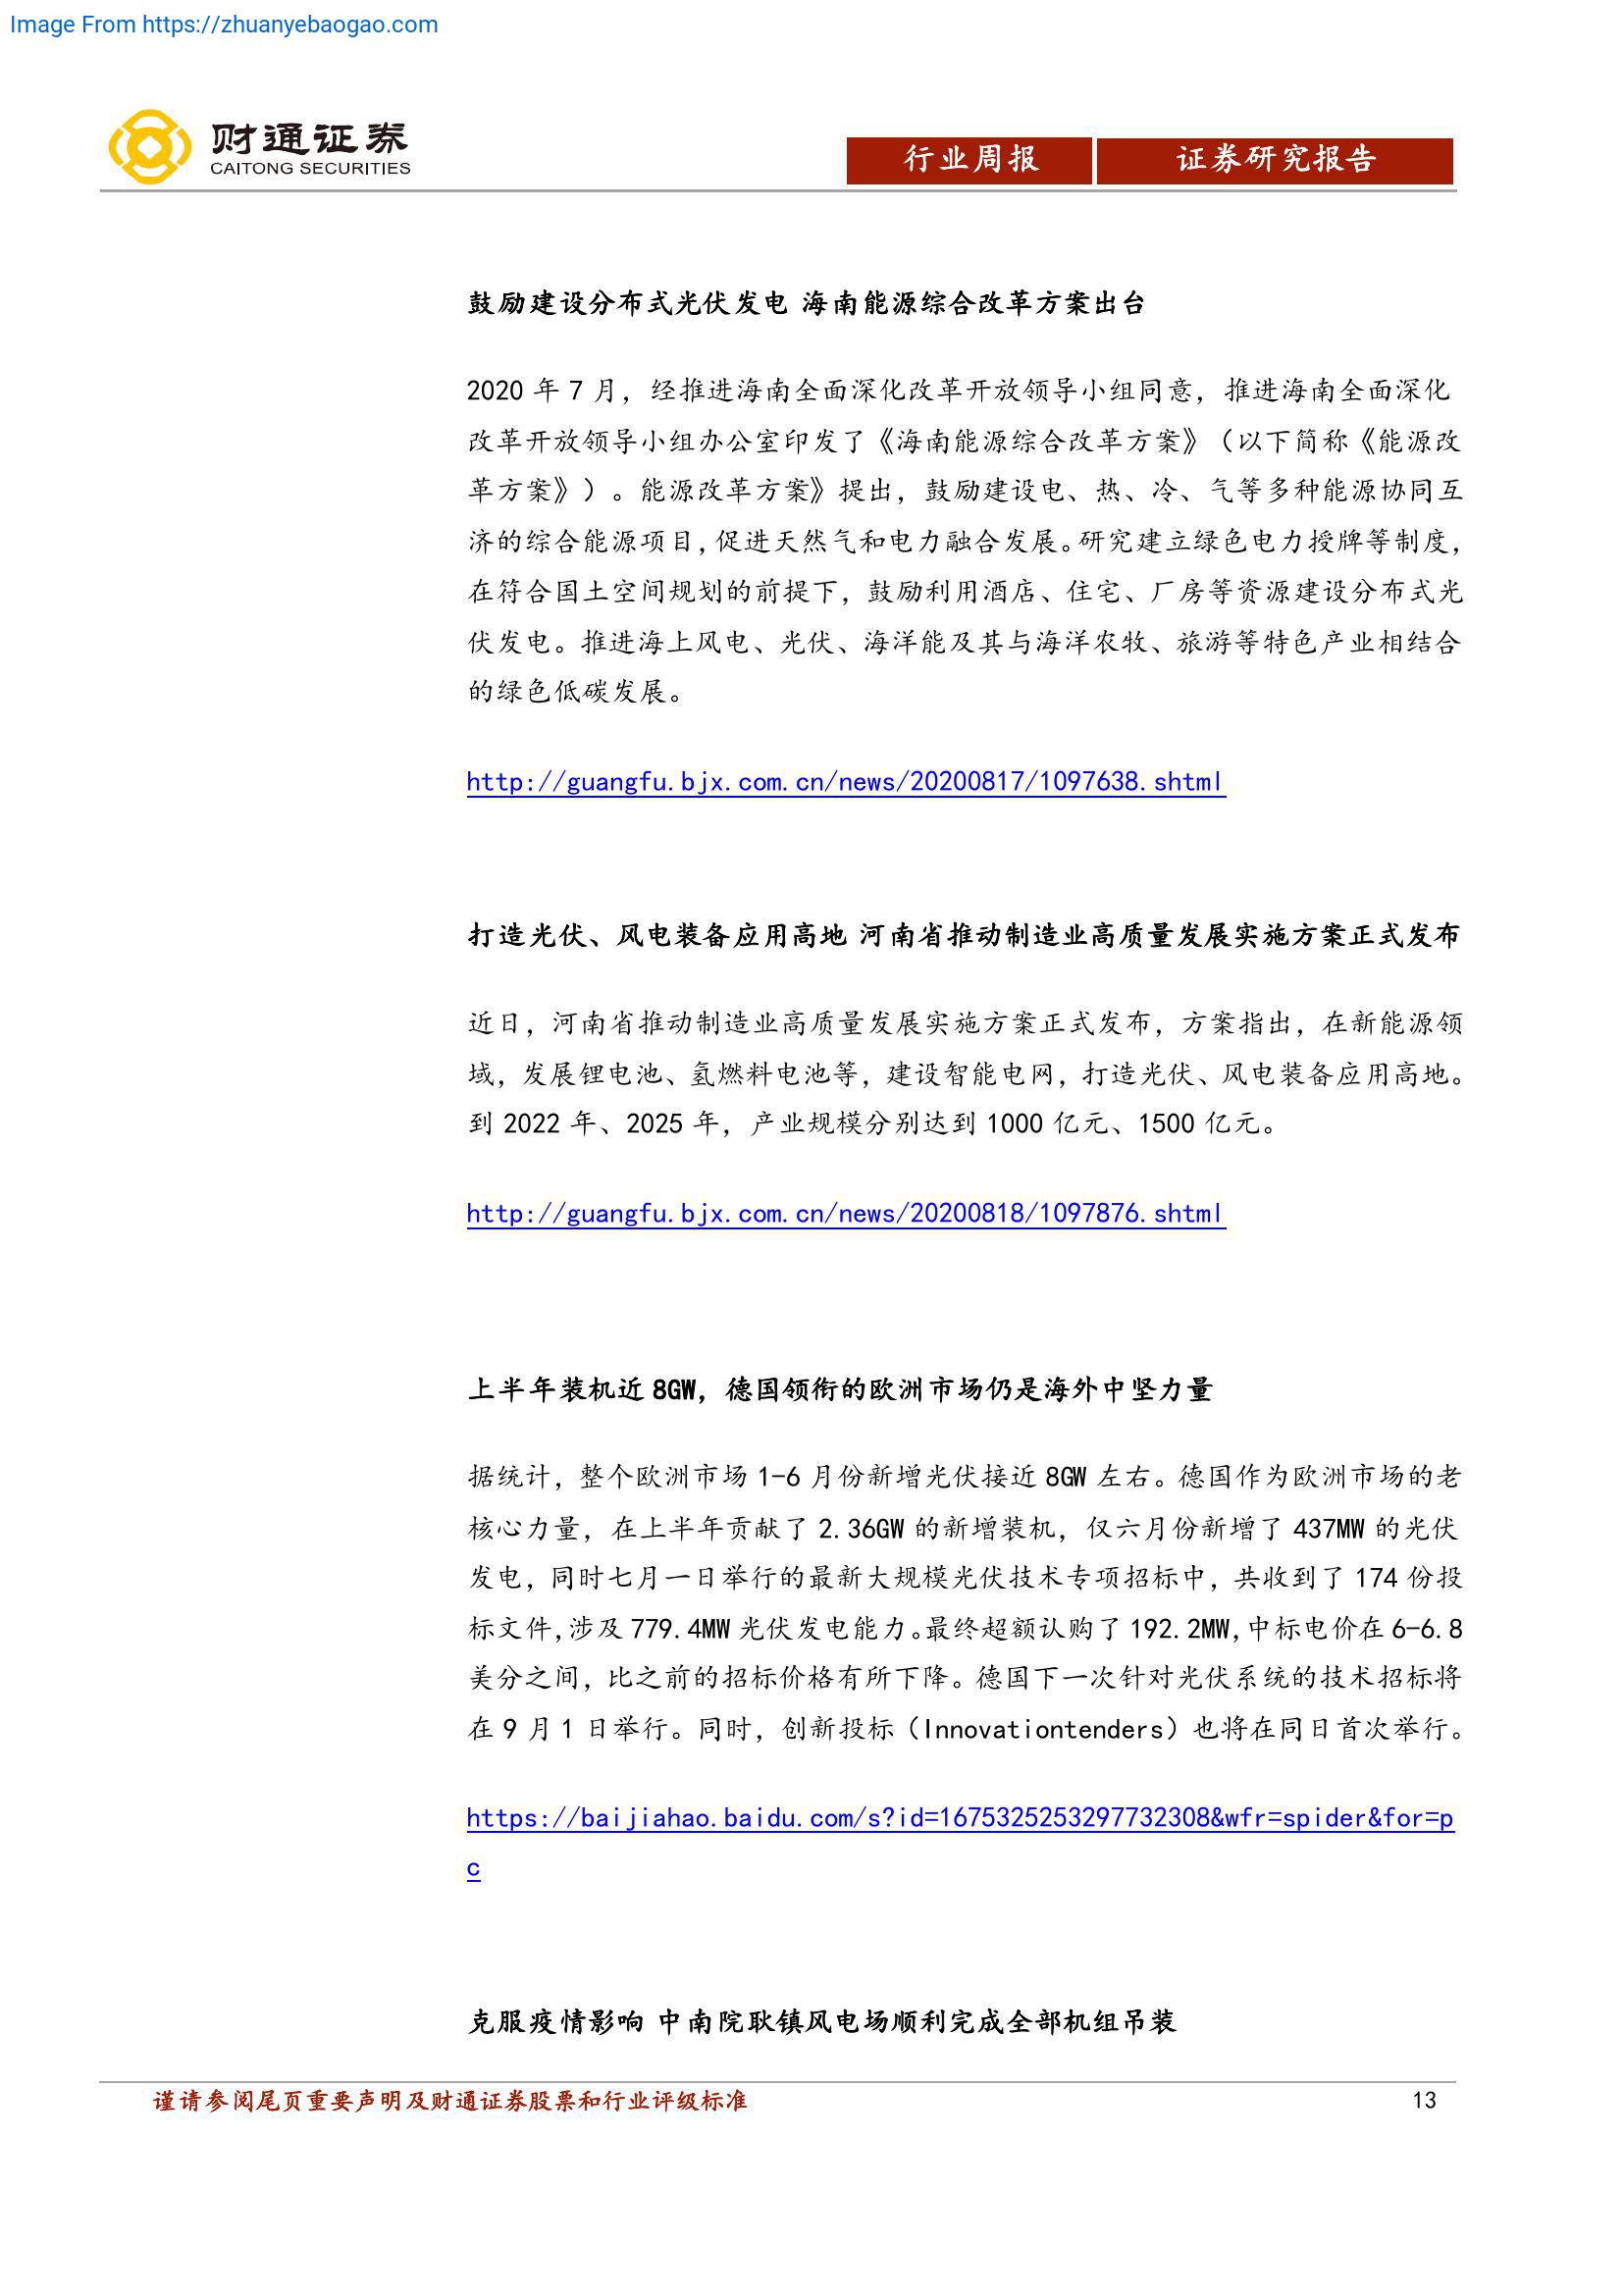 Image From https://zhuanyebaogao.com
财通证券
CAITONG SECURITIES
行业周报
证券研究报告
鼓励建设分布式光伏发电 海南能源综合改革方案出台
2020 年 7 月，经推进海南全面深化改革开放领导小组同意，推进海南全面深化
改革开放领导小组办公室印发了《海南能源综合改革方案》（以下简称《能源改
革方案》）。能源改革方案》提出，鼓励建设电、热、冷、气等多种能源协同互
济的综合能源项目，促进天然气和电力融合发展。研究建立绿色电力授牌等制度，
在符合国土空间规划的前提下，鼓励利用酒店、住宅、厂房等资源建设分布式光
伏发电。推进海上风电、光伏、海洋能及其与海洋农牧、旅游等特色产业相结合
的绿色低碳发展。
http://guangfu.bjx.com.cn/news/20200817/1097638.shtml
打造光伏、风电装备应用高地 河南省推动制造业高质量发展实施方案正式发布
近日，河南省推动制造业高质量发展实施方案正式发布，方案指出，在新能源领
域，发展锂电池、氢燃料电池等，建设智能电网，打造光伏、风电装备应用高地。
到 2022 年、2025 年，产业规模分别达到 1000 亿元、1500 亿元。
http://guangfu.bjx.com.cn/news/20200818/1097876.shtml
上半年装机近 8GW，德国领衔的欧洲市场仍是海外中坚力量
据统计，整个欧洲市场 1-6 月份新增光伏接近 8GW 左右。德国作为欧洲市场的老
核心力量，在上半年贡献了 2.36GW 的新增装机，仅六月份新增了 437MW 的光伏
发电，同时七月一日举行的最新大规模光伏技术专项招标中，共收到了 174 份投
标文件，涉及 779.4MW 光伏发电能力。最终超额认购了 192.2MW，中标电价在 6-6.8
美分之间，比之前的招标价格有所下降。德国下一次针对光伏系统的技术招标将
在 9 月 1 日举行。同时，创新投标（Innovationtenders）也将在同日首次举行。
https://baijiahao.baidu.com/s?id=1675325253297732308&wfr=spider&for=p
c
克服疫情影响 中南院耿镇风电场顺利完成全部机组吊装
谨请参阅尾页重要声明及财通证券股票和行业评级标准
13